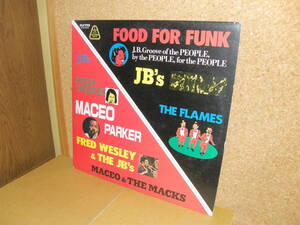 FOOD FOR FUNK
J.B. Groove of the PEOPLE,
by the PEOPLE, for the PEOPLE
JB's
THE FLAMES
MACEO
PARKER
FRED WESLEY
& THE JB's
MACEO & THE MACKS